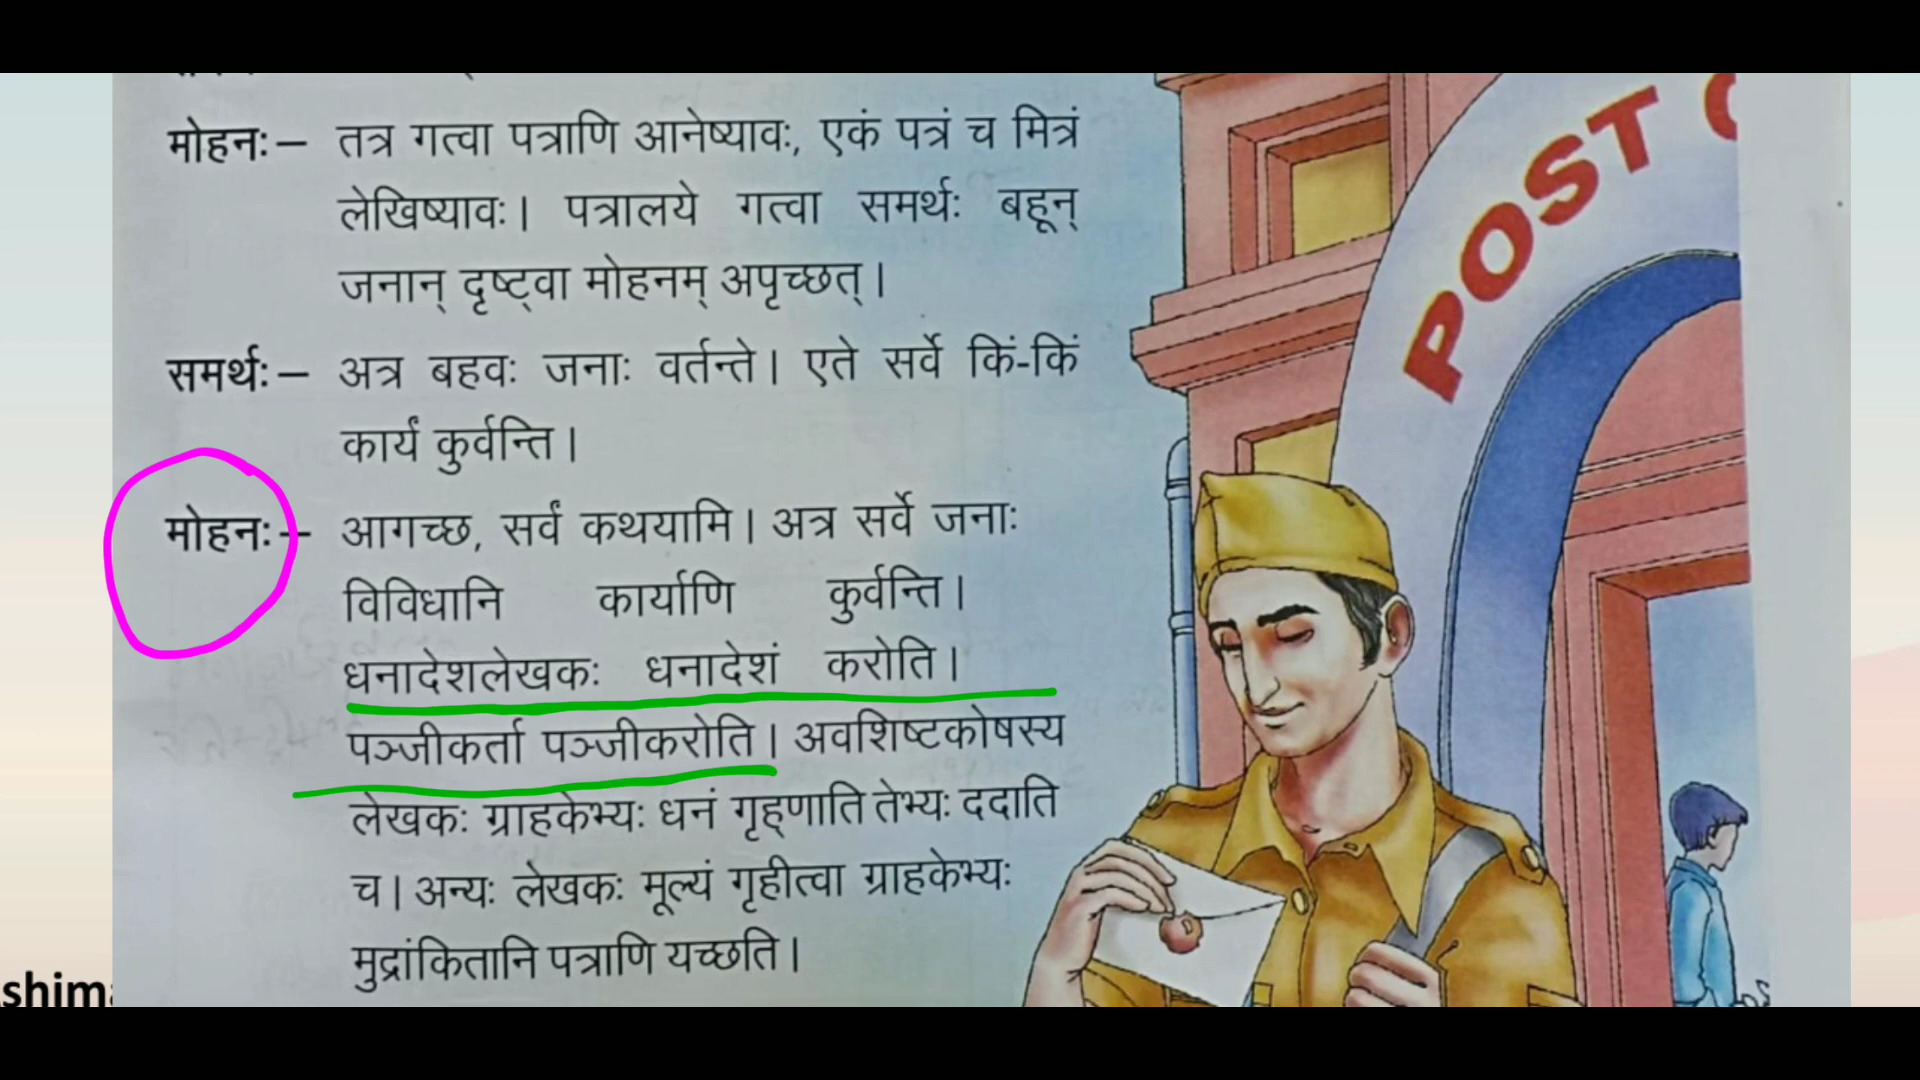 मोहनः– तत्र गत्वा पत्राणि आनेष्यावः, एकं पत्रं च मित्रं
लेखिष्यावः। पत्रालये गत्वा समर्थः बहून्
जनान् दृष्ट्वा मोहनम् अपृच्छत्।
समर्थः– अत्र बहवः जनाः वर्तन्ते। एते सर्वे किं-किं
कार्यं कुर्वन्ति।
मोहनः– आगच्छ, सर्वं कथयामि। अत्र सर्वे जनाः
विविधानि कार्याणि कुर्वन्ति।
धनादेशलेखकः धनादेशं करोति।
पञ्जीकर्ता पञ्जीकरोति। अवशिष्टकोषस्य
लेखकः ग्राहकेभ्यः धनं गृह्णाति तेभ्यः ददाति
च। अन्यः लेखकः मूल्यं गृहीत्वा ग्राहकेभ्यः
मुद्रांकितानि पत्राणि यच्छति।
POST